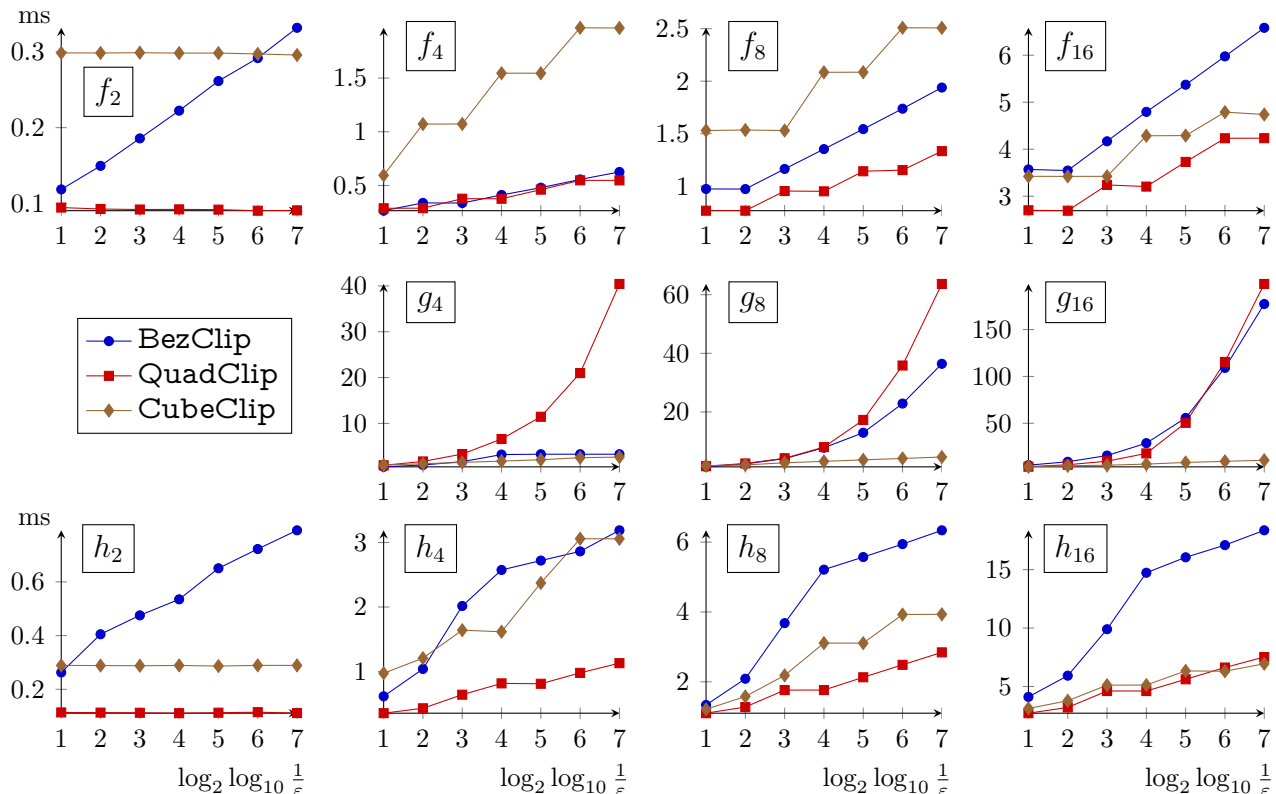 ms
f2
0.3
0.2
0.1
1 2 3 4 5 6 7
f4
1.5
1
0.5
1 2 3 4 5 6 7
f8
2.5
2
1.5
1
1 2 3 4 5 6 7
f16
6
5
4
3
1 2 3 4 5 6 7
BezClip
QuadClip
CubeClip
g4
40
30
20
10
1 2 3 4 5 6 7
g8
60
40
20
1 2 3 4 5 6 7
g16
150
100
50
1 2 3 4 5 6 7
ms
h2
0.6
0.4
0.2
1 2 3 4 5 6 7
log2 log10 1/ε
h4
3
2
1
1 2 3 4 5 6 7
log2 log10 1/ε
h8
6
4
2
1 2 3 4 5 6 7
log2 log10 1/ε
h16
15
10
5
1 2 3 4 5 6 7
log2 log10 1/ε